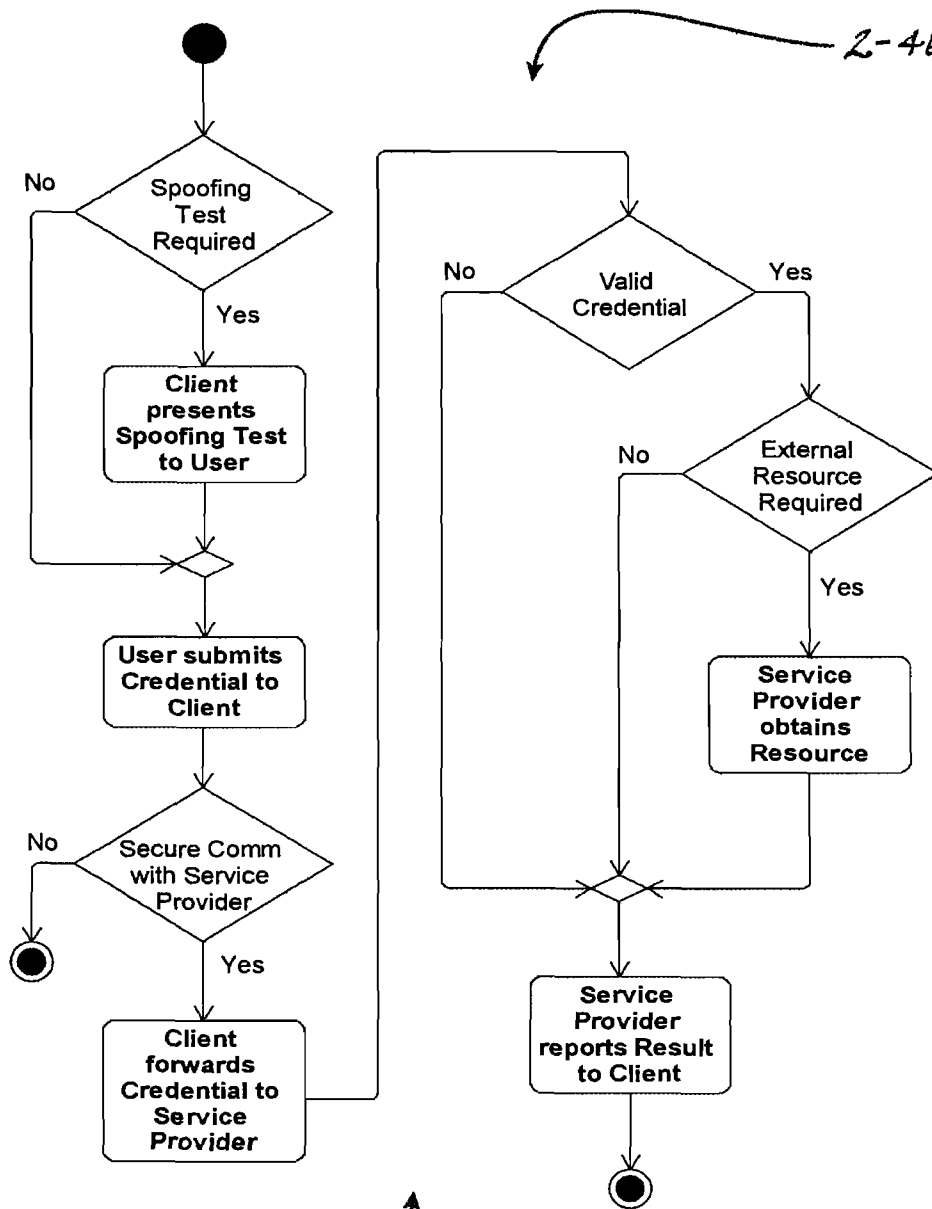 No
Spoofing
Test
Required
Yes
Client
presents
Spoofing Test
to User
User submits
Credential to
Client
No
Secure Comm
with Service
Provider
Yes
Client
forwards
Credential to
Service
Provider
No
Valid
Credential
Yes
No
External
Resource
Required
Yes
Service
Provider
obtains
Resource
Service
Provider
reports Result
to Client